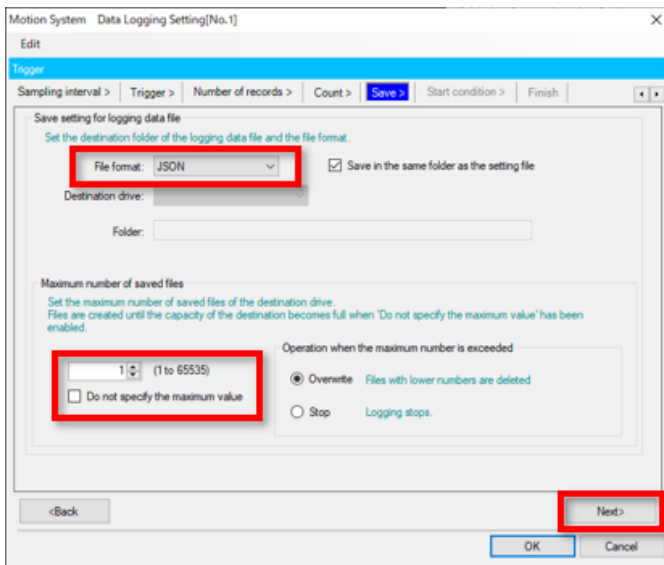 Motion System    Data Logging Setting[No.1]
Edit
Trigger
Sampling interval > Trigger > Number of records > Count > Save > Start condition > Finish
Save setting for logging data file
Set the destination folder of the logging data file and the file format.
File format: JSON
Save in the same folder as the setting file
Destination drive:
Folder:
Maximum number of saved files
Set the maximum number of saved files of the destination drive.
Files are created until the capacity of the destination becomes full when 'Do not specify the maximum value' has been
enabled.
Operation when the maximum number is exceeded
1 (1 to 65535)
Overwrite Files with lower numbers are deleted
Do not specify the maximum value
Stop Logging stops.
<Back
Next>
OK
Cancel